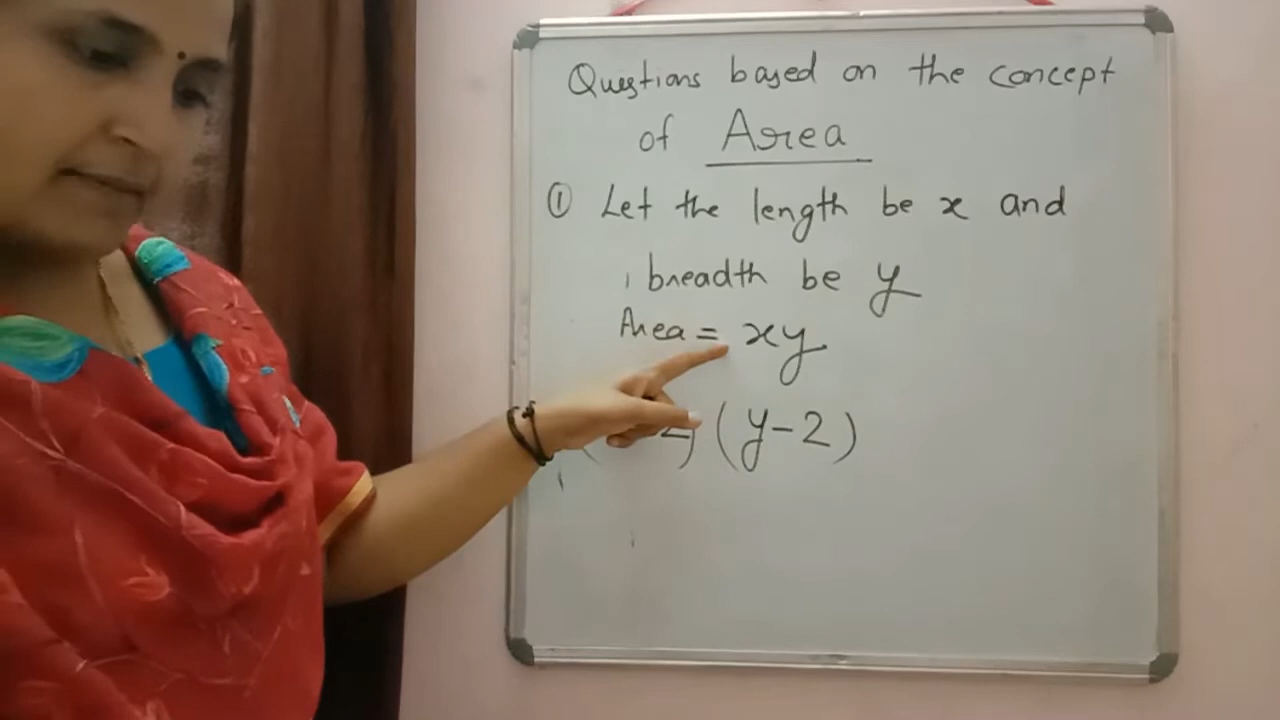 Questions based on the concept
of Area
① Let the length be x and
breadth be y
Area = xy
(y-2)